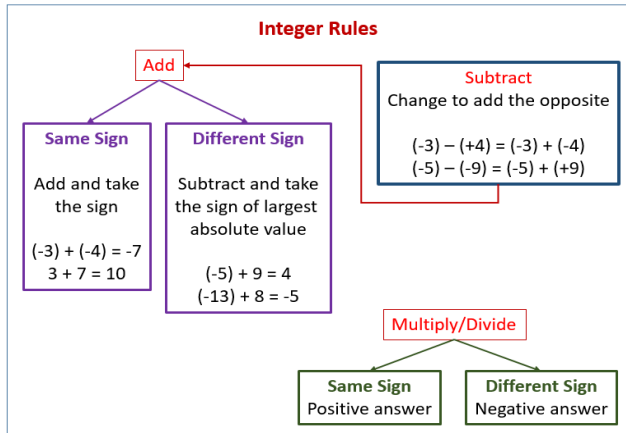 Integer Rules
Add
Same Sign
Add and take
the sign
(-3) + (-4) = -7
3 + 7 = 10
Different Sign
Subtract and take
the sign of largest
absolute value
(-5) + 9 = 4
(-13) + 8 = -5
Subtract
Change to add the opposite
(-3) – (+4) = (-3) + (-4)
(-5) – (-9) = (-5) + (+9)
Multiply/Divide
Same Sign
Positive answer
Different Sign
Negative answer